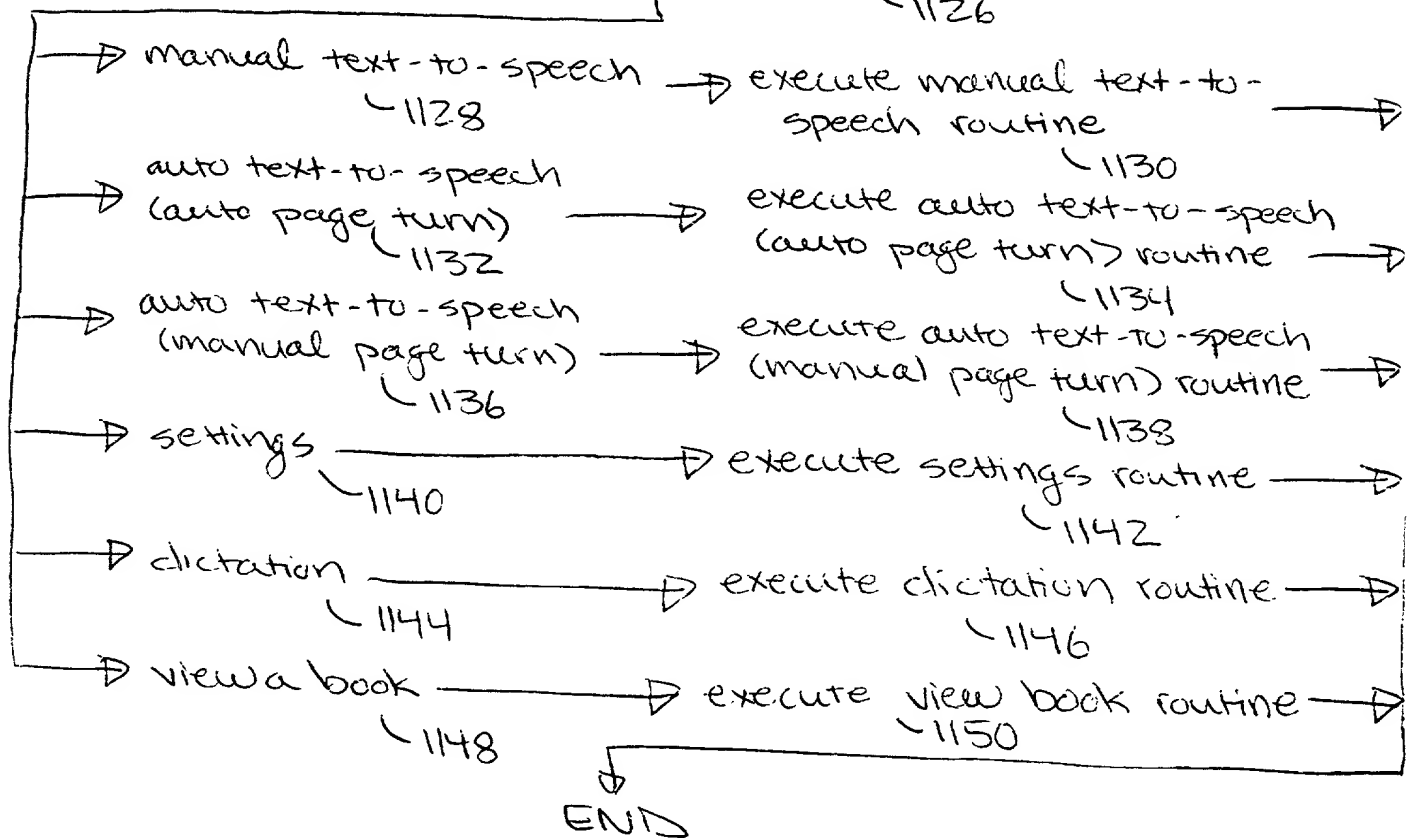 1126
manual text-to-speech
1128
execute manual text-to-
speech routine
1130
auto text-to-speech
(auto page turn)
1132
execute auto text-to-speech
(auto page turn) routine
1134
auto text-to-speech
(manual page turn)
1136
execute auto text-to-speech
(manual page turn) routine
1138
settings
1140
execute settings routine
1142
dictation
1144
execute dictation routine
1146
view a book
1148
execute view book routine
1150
END